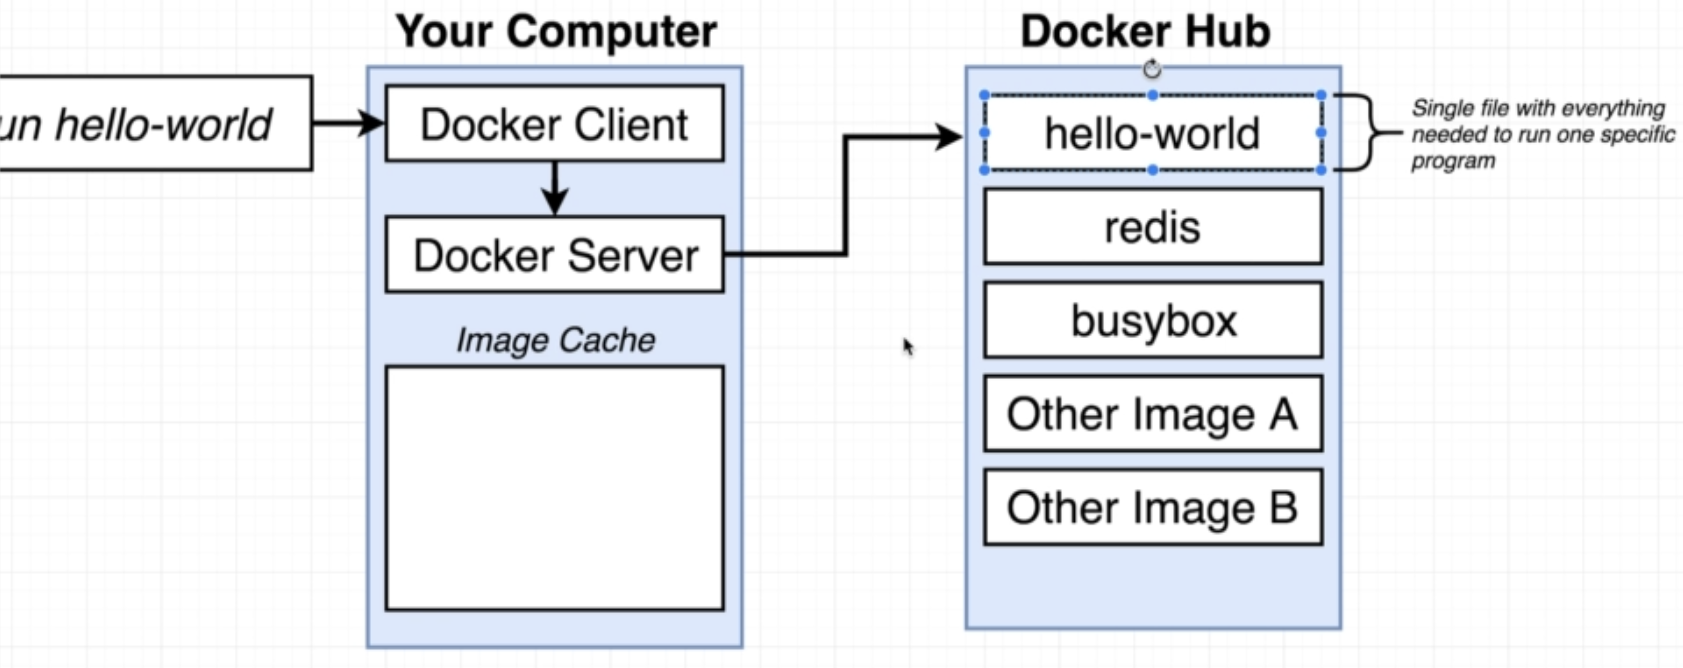 Your Computer
Docker Hub
un hello-world
Docker Client
Docker Server
Image Cache
hello-world
redis
busybox
Other Image A
Other Image B
Single file with everything
needed to run one specific
program